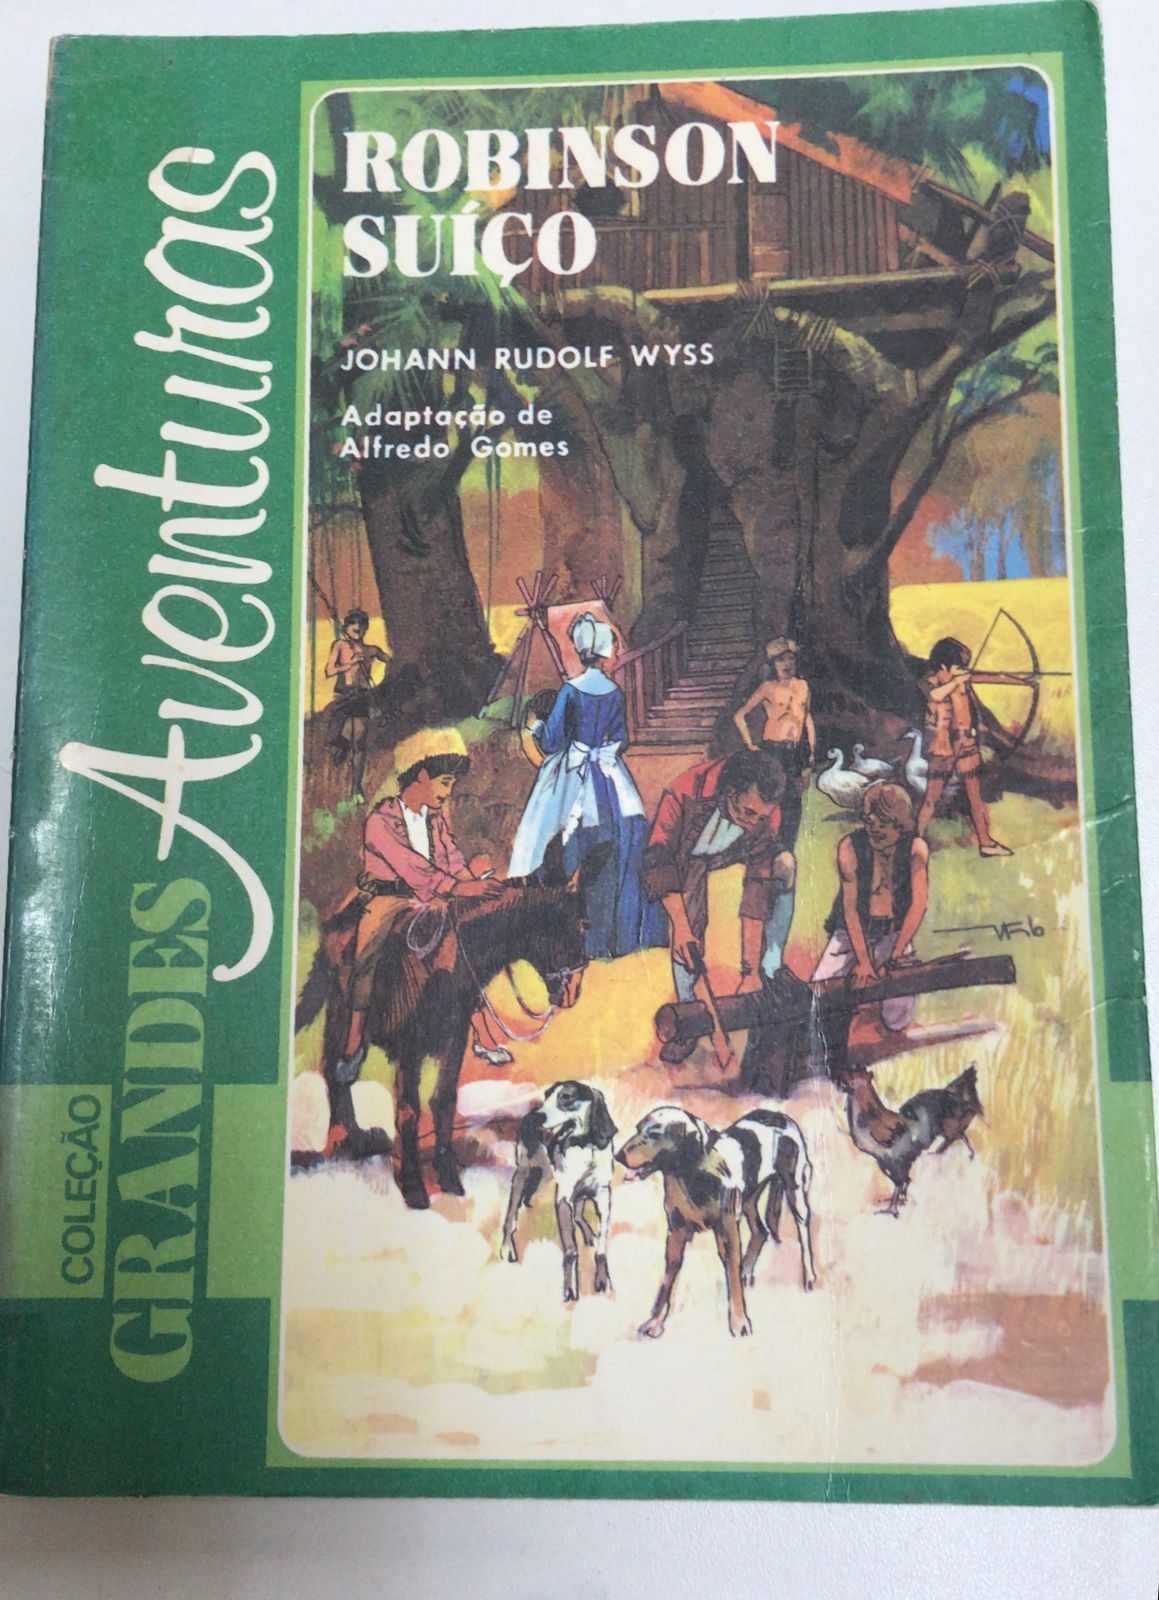 ROBINSON
SUÍÇO
JOHANN RUDOLF WYSS
Adaptação de
Alfredo Gomes
COLEÇÃO
GRANDES Aventuras